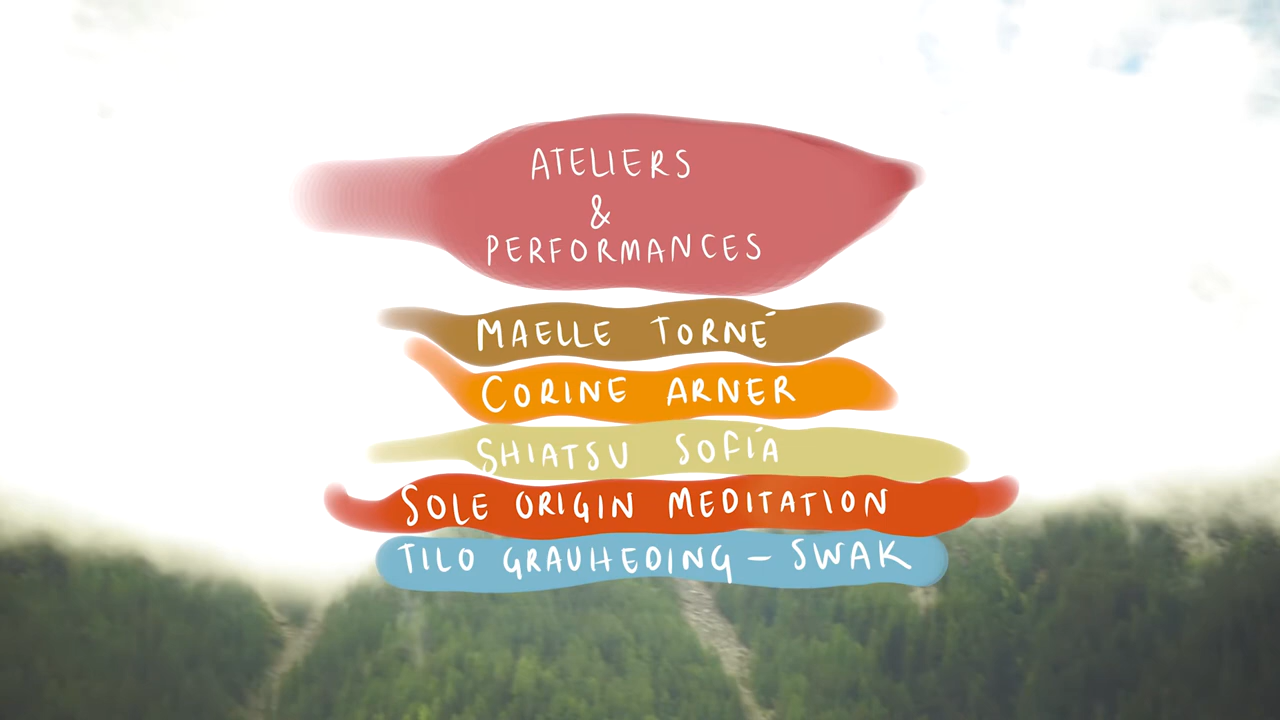 ATELIERS
&
PERFORMANCES
MAELLE TORNÉ
CORINE ARNER
SHIATSU SOFÍA
SOLE ORIGIN MEDITATION
TILO GRAUHEDING – SWAK